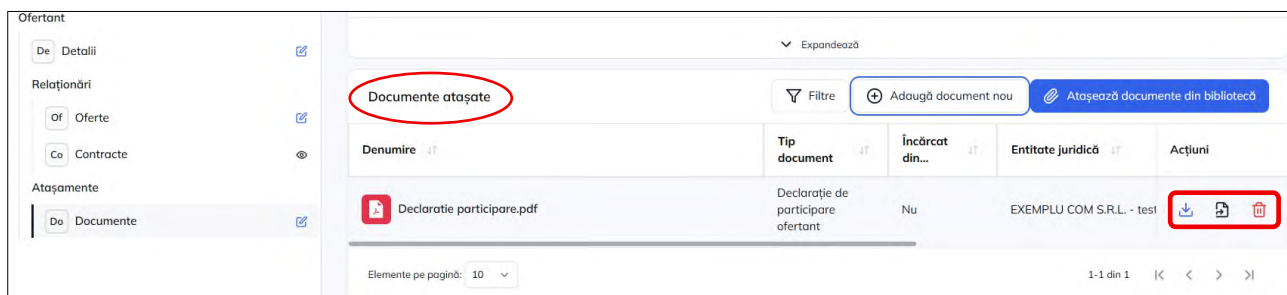 Ofertant
De Detalii
Relaționări
Of Oferte
Co Contracte
Atașamente
Do Documente
Expandează
Documente atașate
Filtre
Adaugă document nou
Atașează documente din bibliotecă
Denumire
Tip document
Încărcat din...
Entitate juridică
Acțiuni
Declaratie participare.pdf
Declarație de
participare
ofertant
Nu
EXEMPLU COM S.R.L. - test
Elemente pe pagină: 10
1-1 din 1